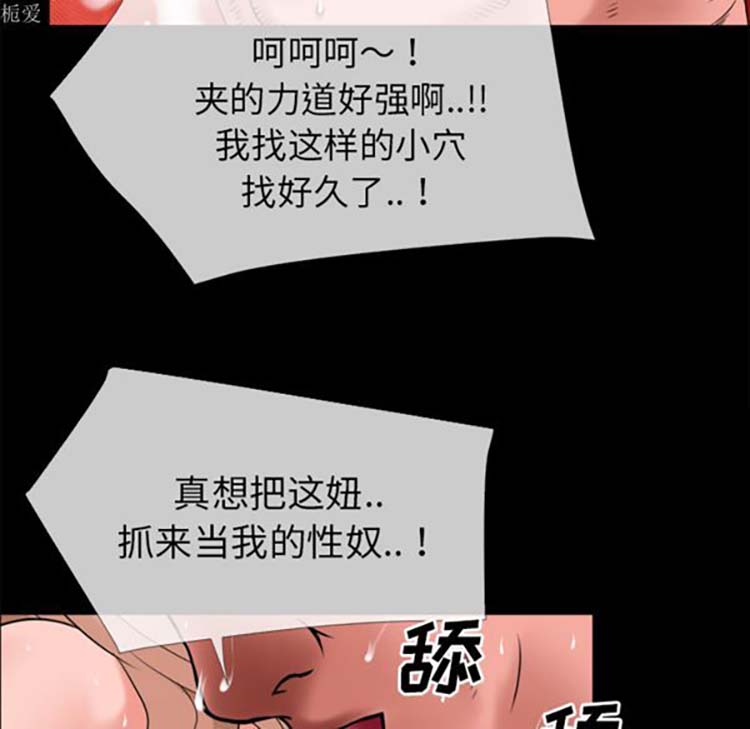 栀爱
呵呵呵～！
夹的力道好强啊..!!
我找这样的小穴
找好久了..！
真想把这妞..
抓来当我的性奴..！
舔
舔